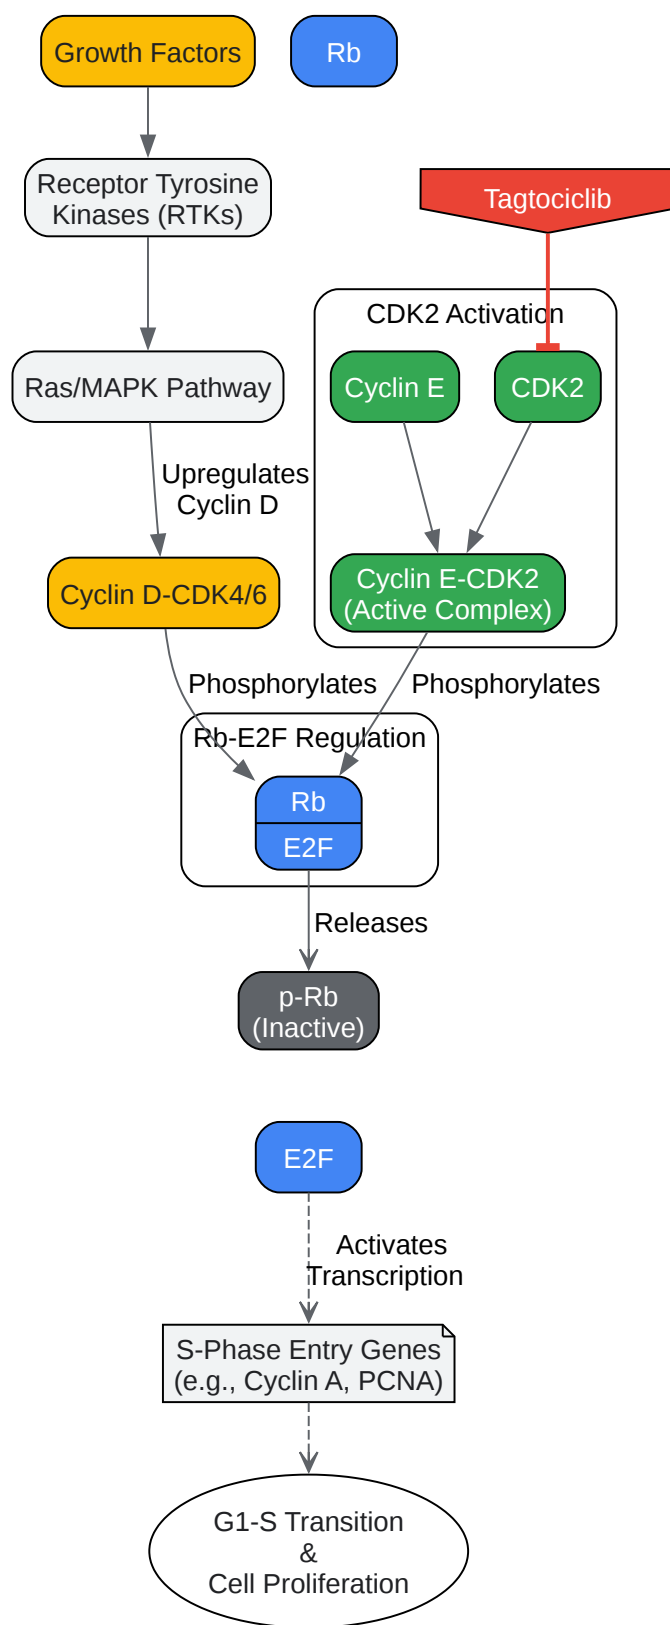 Growth Factors
Rb
Receptor Tyrosine
Kinases (RTKs)
Tagtociclib
CDK2 Activation
Ras/MAPK Pathway
Cyclin E
CDK2
Upregulates
Cyclin D
Cyclin D-CDK4/6
Cyclin E-CDK2
(Active Complex)
Phosphorylates
Phosphorylates
Rb-E2F Regulation
Rb
E2F
Releases
p-Rb
(Inactive)
E2F
Activates
Transcription
S-Phase Entry Genes
(e.g., Cyclin A, PCNA)
G1-S Transition
&
Cell Proliferation